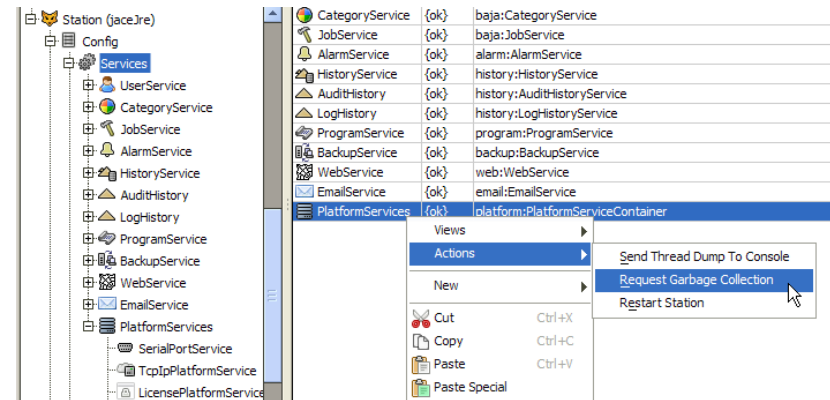 Station (jaceJre)
Config
Services
UserService
CategoryService
JobService
AlarmService
HistoryService
AuditHistory
LogHistory
ProgramService
BackupService
WebService
EmailService
PlatformServices
SerialPortService
TcpIpPlatformService
LicensePlatformService
CategoryService {ok} baja:CategoryService
JobService {ok} baja:JobService
AlarmService {ok} alarm:AlarmService
HistoryService {ok} history:HistoryService
AuditHistory {ok} history:AuditHistoryService
LogHistory {ok} history:LogHistoryService
ProgramService {ok} program:ProgramService
BackupService {ok} backup:BackupService
WebService {ok} web:WebService
EmailService {ok} email:EmailService
PlatformServices {ok} platform:PlatformServiceContainer
Views
Actions
New
Cut Ctrl+X
Copy Ctrl+C
Paste Ctrl+V
Paste Special
Send Thread Dump To Console
Request Garbage Collection
Restart Station